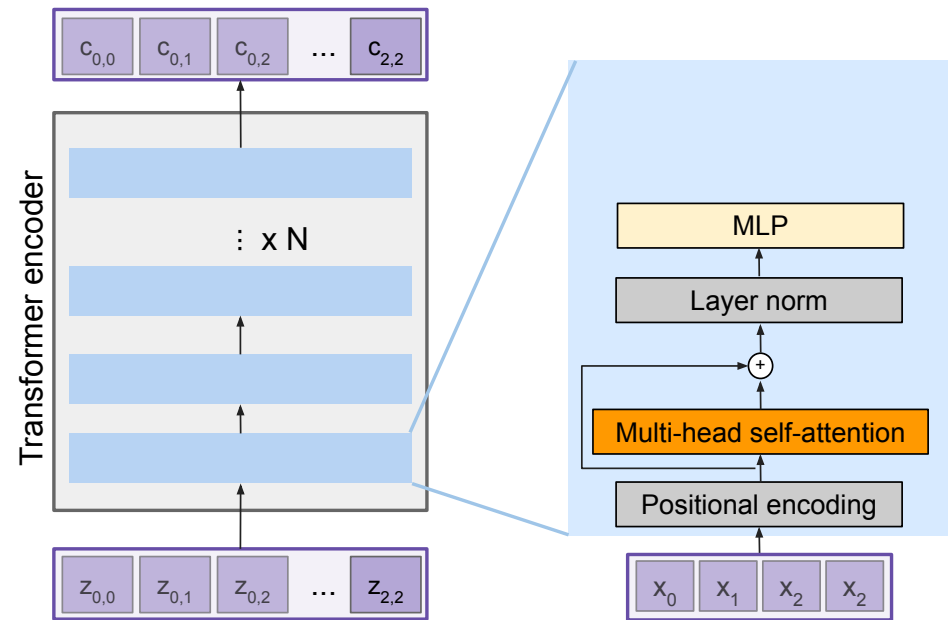 c0,0 c0,1 c0,2 ... c2,2
Transformer encoder
⋮ x N
z0,0 z0,1 z0,2 ... z2,2
MLP
Layer norm
+
Multi-head self-attention
Positional encoding
x0 x1 x2 x2